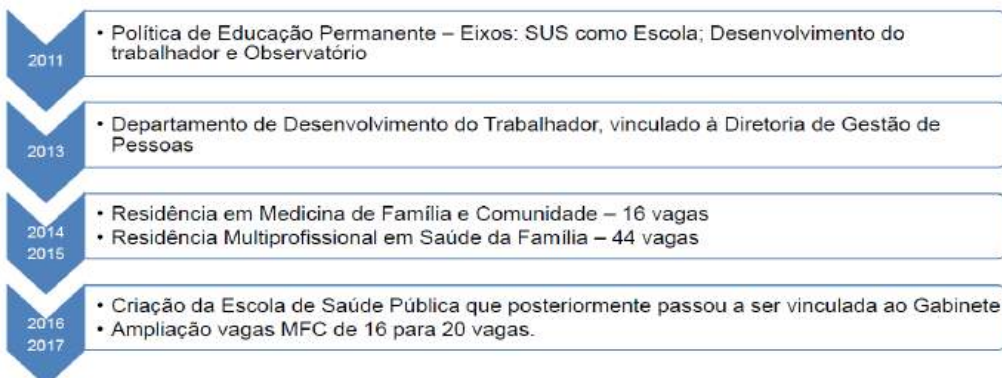 2011
• Política de Educação Permanente – Eixos: SUS como Escola; Desenvolvimento do
trabalhador e Observatório
2013
• Departamento de Desenvolvimento do Trabalhador, vinculado à Diretoria de Gestão de
Pessoas
2014
2015
• Residência em Medicina de Família e Comunidade – 16 vagas
• Residência Multiprofissional em Saúde da Família – 44 vagas
2016
2017
• Criação da Escola de Saúde Pública que posteriormente passou a ser vinculada ao Gabinete
• Ampliação vagas MFC de 16 para 20 vagas.